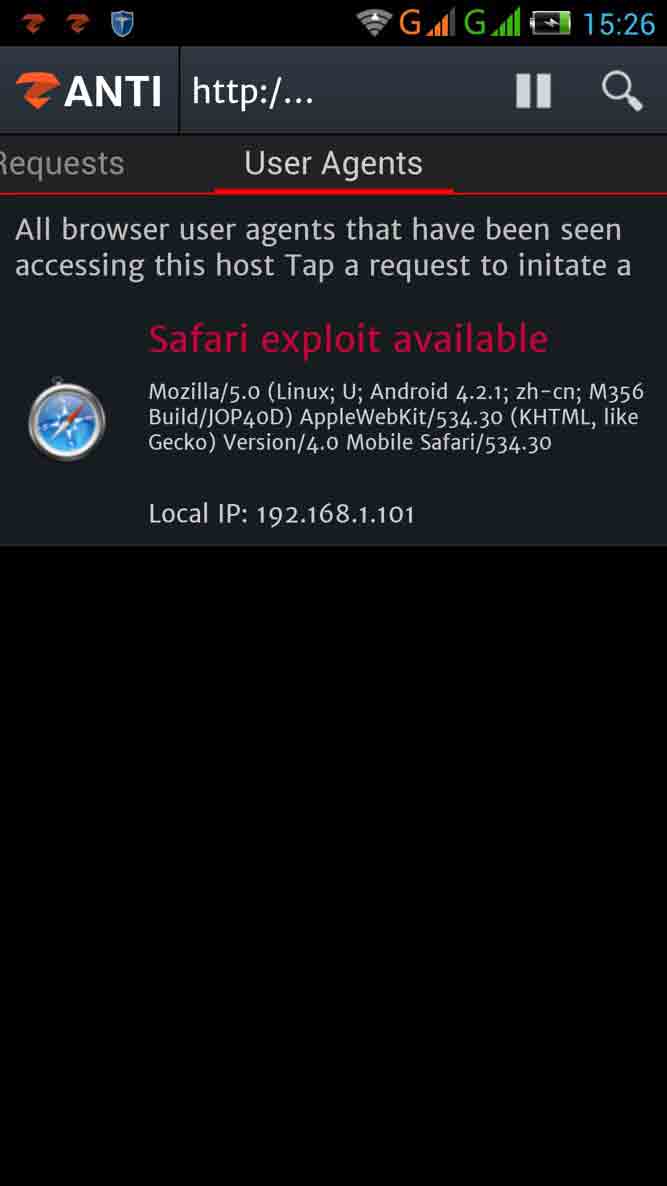 G G 15:26
ANTI http:/...
Requests User Agents
All browser user agents that have been seen
accessing this host Tap a request to initate a
Safari exploit available
Mozilla/5.0 (Linux; U; Android 4.2.1; zh-cn; M356
Build/JOP40D) AppleWebKit/534.30 (KHTML, like
Gecko) Version/4.0 Mobile Safari/534.30
Local IP: 192.168.1.101